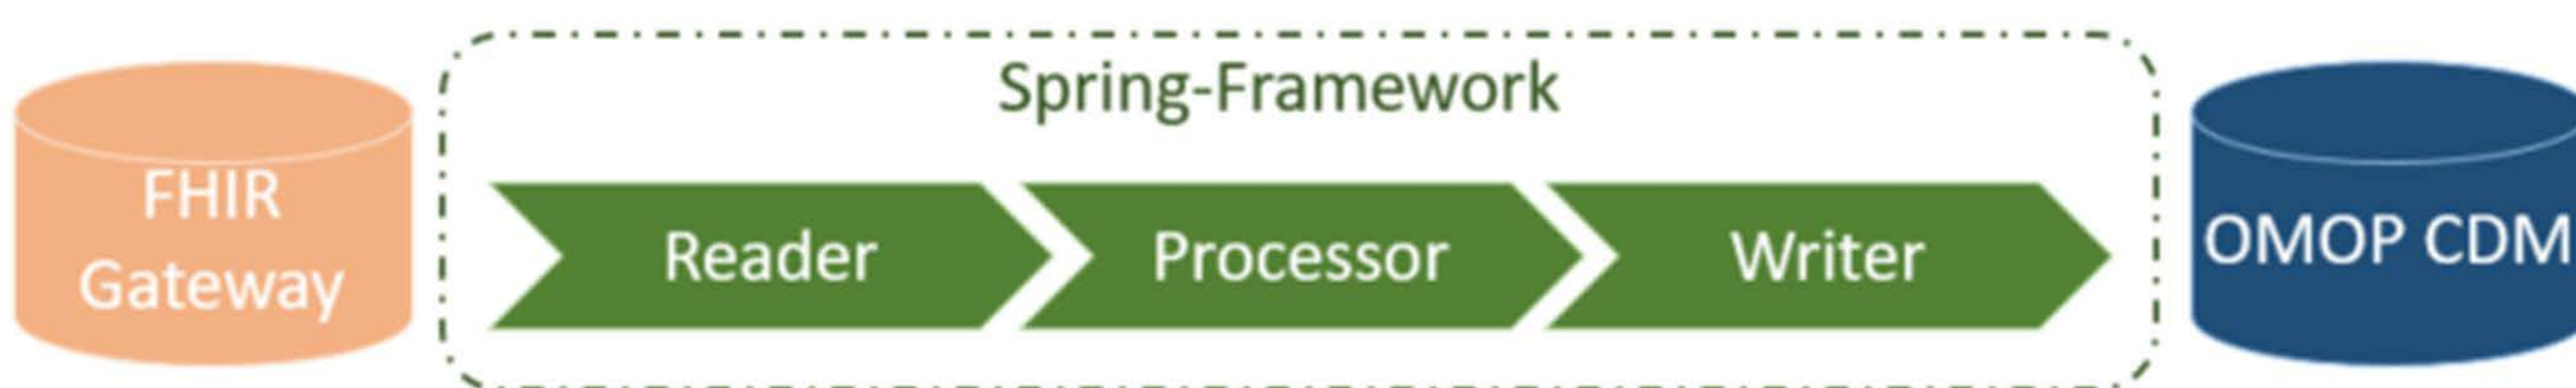 Spring-Framework
FHIR
Gateway
Reader
Processor
Writer
OMOP CDM